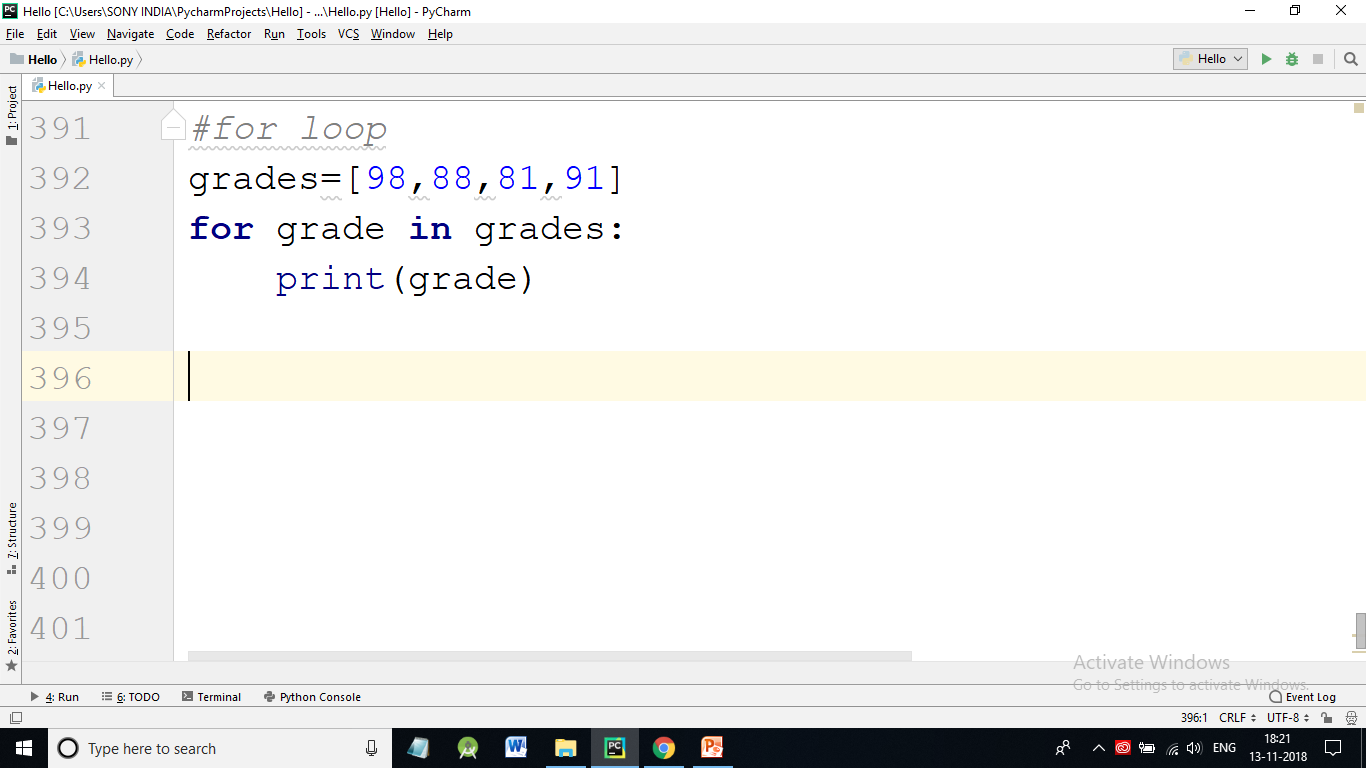 Hello [C:\Users\SONY INDIA\PycharmProjects\Hello] - ...\Hello.py [Hello] - PyCharm
File Edit View Navigate Code Refactor Run Tools VCS Window Help
Hello Hello.py Hello
Hello.py
1: Project
391 #for loop
392 grades=[98,88,81,91]
393 for grade in grades:
394 print(grade)
395
396
397
398
399
400
401
7: Structure
2: Favorites
Activate Windows
Go to Settings to activate Windows.
4: Run 6: TODO Terminal Python Console Event Log
396:1 CRLF UTF-8
Type here to search
ENG
18:21
13-11-2018